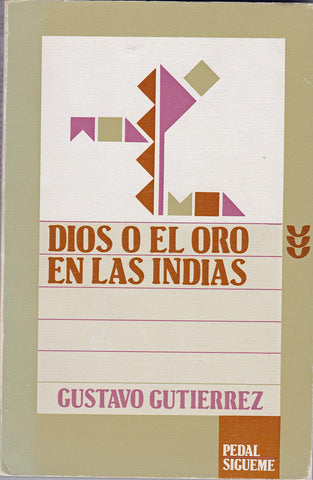 DIOS O EL ORO
EN LAS INDIAS
GUSTAVO GUTIERREZ
PEDAL
SIGUEME